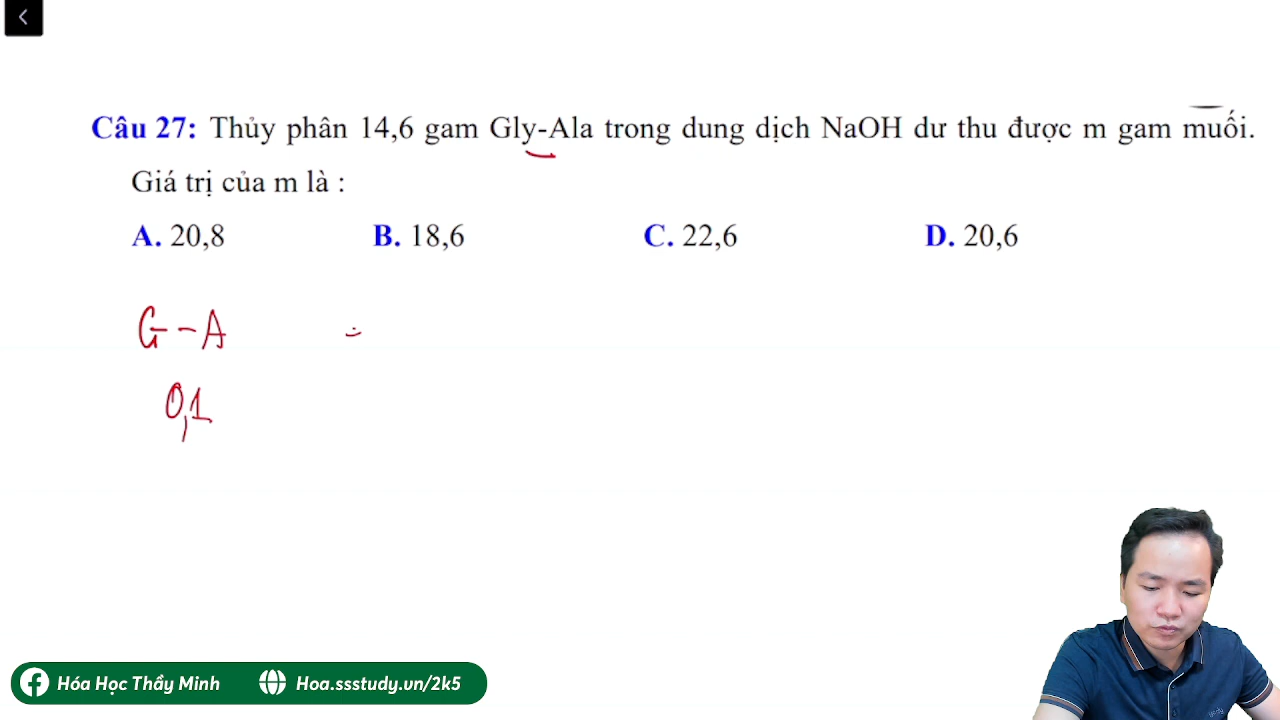 Câu 27: Thủy phân 14,6 gam Gly-Ala trong dung dịch NaOH dư thu được m gam muối.
Giá trị của m là :
A. 20,8 B. 18,6 C. 22,6 D. 20,6
G - A =
0,1
Hóa Học Thầy Minh Hoa.ssstudy.vn/2k5